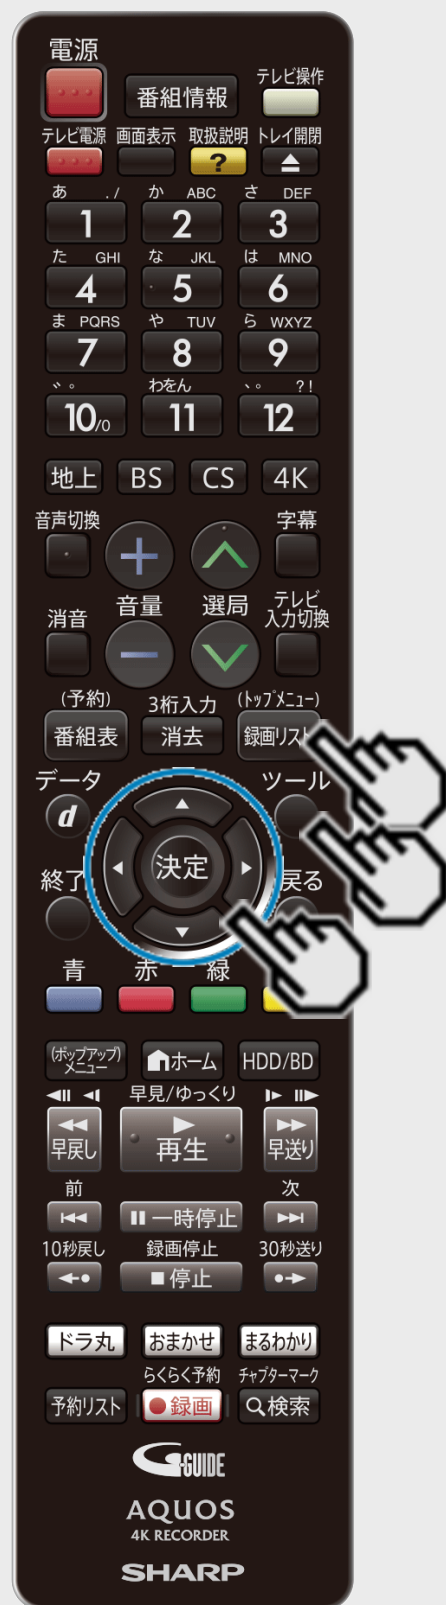 電源
番組情報
テレビ操作
テレビ電源 画面表示 取扱説明 トレイ開閉
?
あ ./ か ABC さ DEF
1 2 3
た GHI な JKL は MNO
4 5 6
ま PQRS や TUV ら WXYZ
7 8 9
゛゜ わをん 、。 ?!
10/0 11 12
地上 BS CS 4K
音声切換 字幕
+
消音 音量 選局 テレビ
入力切換
−
(予約) 3桁入力 (トップメニュー)
番組表 消去 録画リスト
データ ツール
d 決定
終了 戻る
青 赤 緑
(ポップアップ)
メニュー ホーム HDD/BD
早見/ゆっくり
早戻し 再生 早送り
前 次
一時停止
10秒戻し 録画停止 30秒送り
停止
ドラ丸 おまかせ まるわかり
らくらく予約 チャプターマーク
予約リスト 録画 検索
G-GUIDE
AQUOS
4K RECORDER
SHARP